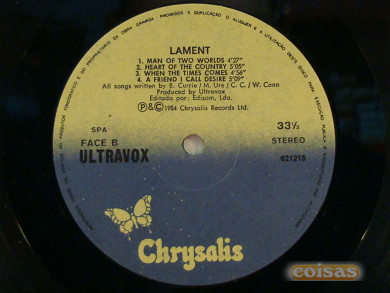 LAMENT
1. MAN OF TWO WORLDS 4'27"
2. HEART OF THE COUNTRY 5'05"
3. WHEN THE TIMES COMES 4'56"
4. A FRIEND I CALL DESIRE 5'09"
All songs written by B. Currie / M. Ure / C. C. / W. Conn
Produced by Ultravox
Editado por: Edisom, Lda.
Ⓟ&© 1984 Chrysalis Records Ltd.
SPA
FACE B
ULTRAVOX
33⅓
STEREO
621215
Chrysalis
coisas